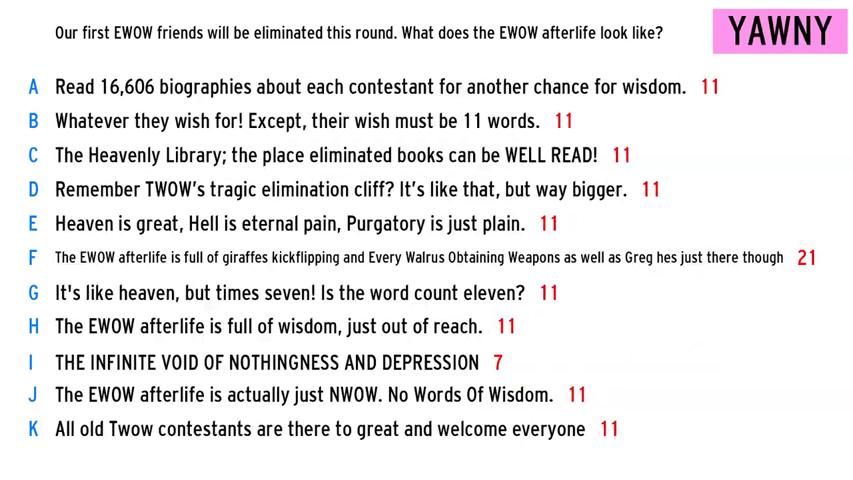 Our first EWOW friends will be eliminated this round. What does the EWOW afterlife look like?
YAWNY
A Read 16,606 biographies about each contestant for another chance for wisdom. 11
B Whatever they wish for! Except, their wish must be 11 words. 11
C The Heavenly Library; the place eliminated books can be WELL READ! 11
D Remember TWOW's tragic elimination cliff? It's like that, but way bigger. 11
E Heaven is great, Hell is eternal pain, Purgatory is just plain. 11
F The EWOW afterlife is full of giraffes kickflipping and Every Walrus Obtaining Weapons as well as Greg hes just there though 21
G It's like heaven, but times seven! Is the word count eleven? 11
H The EWOW afterlife is full of wisdom, just out of reach. 11
I THE INFINITE VOID OF NOTHINGNESS AND DEPRESSION 7
J The EWOW afterlife is actually just NWOW. No Words Of Wisdom. 11
K All old Twow contestants are there to great and welcome everyone 11